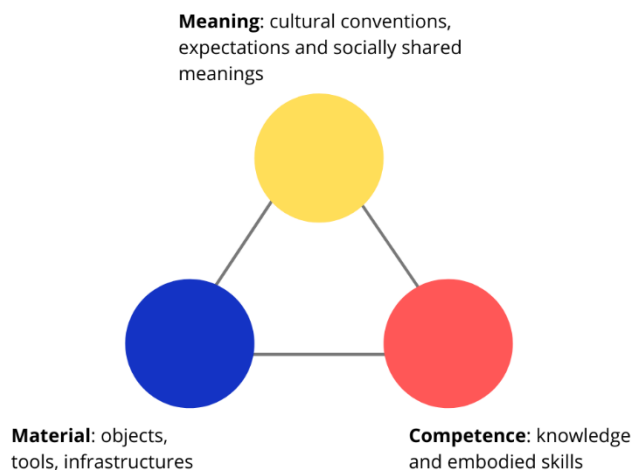 Meaning: cultural conventions,
expectations and socially shared
meanings
Material: objects,
tools, infrastructures
Competence: knowledge
and embodied skills